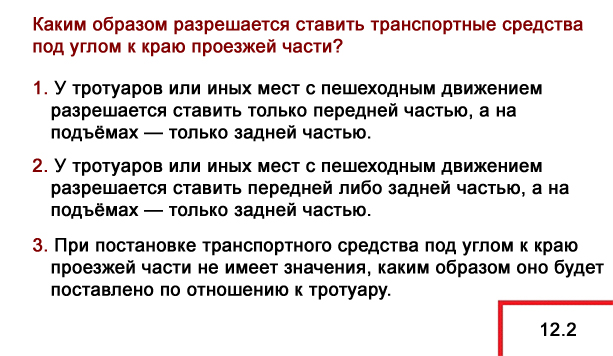 Каким образом разрешается ставить транспортные средства
под углом к краю проезжей части?
1. У тротуаров или иных мест с пешеходным движением
разрешается ставить только передней частью, а на
подъёмах — только задней частью.
2. У тротуаров или иных мест с пешеходным движением
разрешается ставить передней либо задней частью, а на
подъёмах — только задней частью.
3. При постановке транспортного средства под углом к краю
проезжей части не имеет значения, каким образом оно будет
поставлено по отношению к тротуару.
12.2